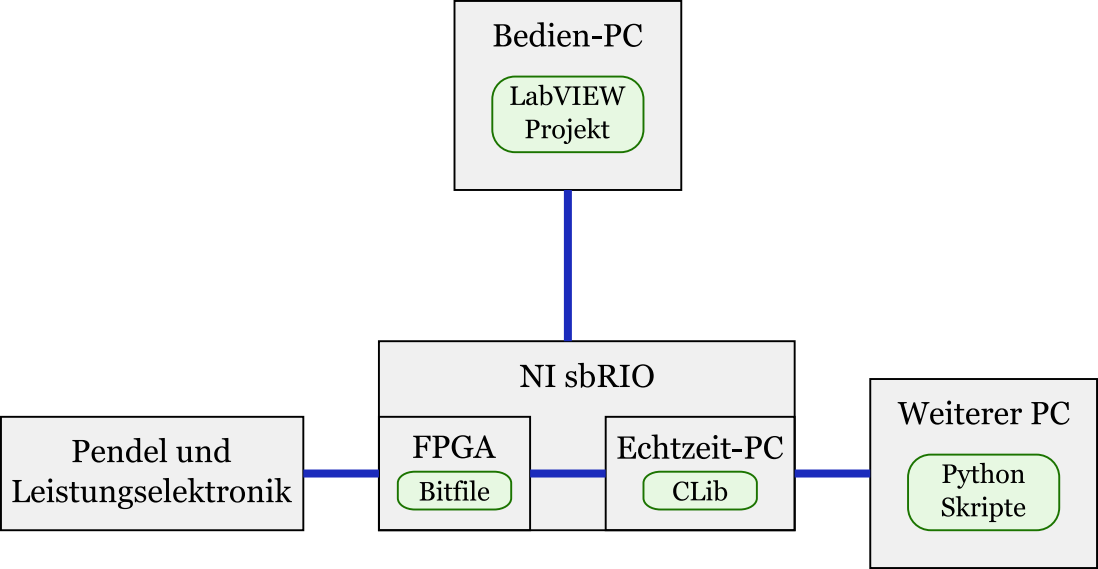 Bedien-PC
LabVIEW
Projekt
NI sbRIO
Pendel und
Leistungselektronik
FPGA
Bitfile
Echtzeit-PC
CLib
Weiterer PC
Python
Skripte